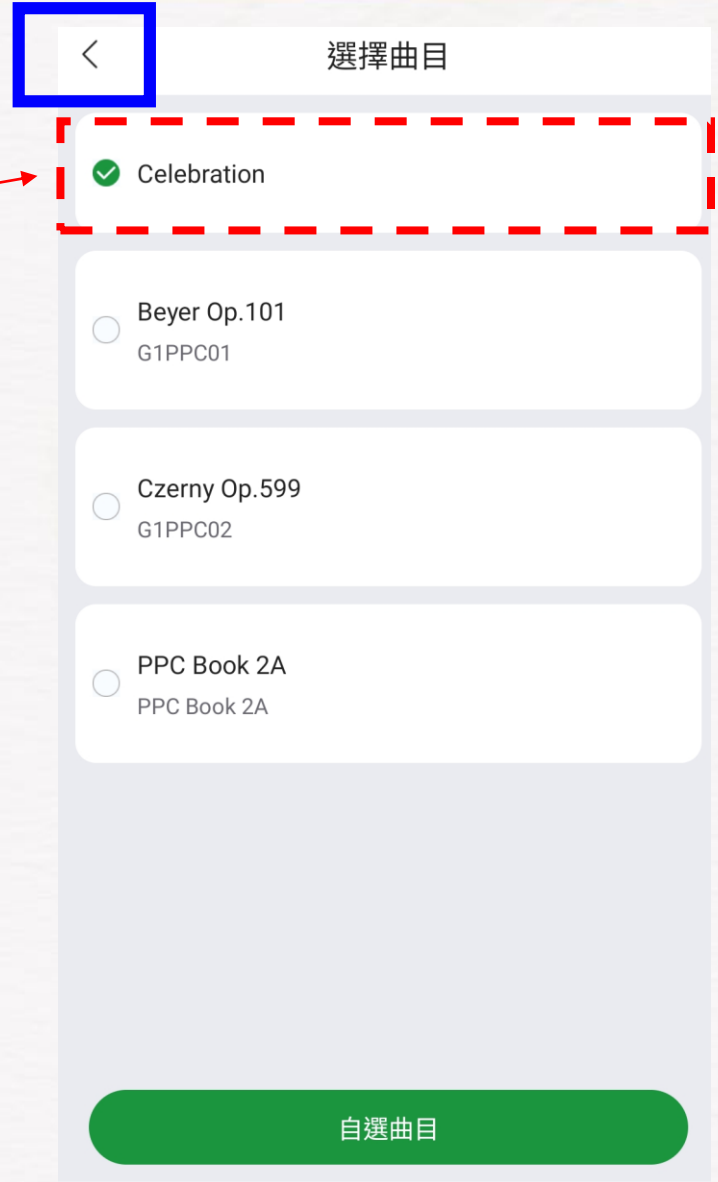 選擇曲目
Celebration
Beyer Op.101
G1PPC01
Czerny Op.599
G1PPC02
PPC Book 2A
PPC Book 2A
自選曲目